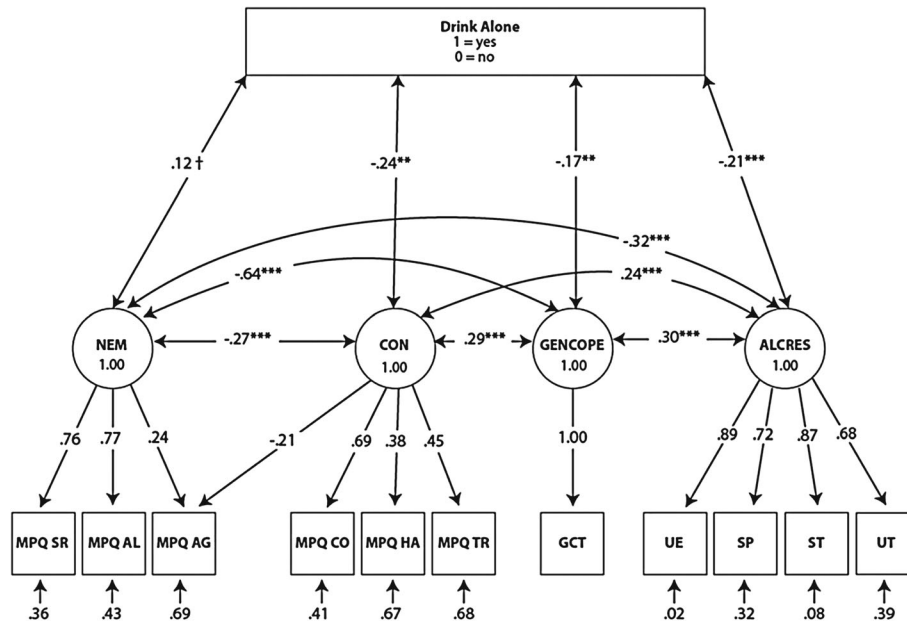 Drink Alone
1 = yes
0 = no
.12 †
-.24**
-.17**
-.21***
-.32***
-.64***
.24***
NEM
1.00
-.27***
CON
1.00
.29***
GENCOPE
1.00
.30***
ALCRES
1.00
.76
.77
.24
-.21
.69
.38
.45
1.00
.89
.72
.87
.68
MPQ SR
MPQ AL
MPQ AG
MPQ CO
MPQ HA
MPQ TR
GCT
UE
SP
ST
UT
.36
.43
.69
.41
.67
.68
.02
.32
.08
.39